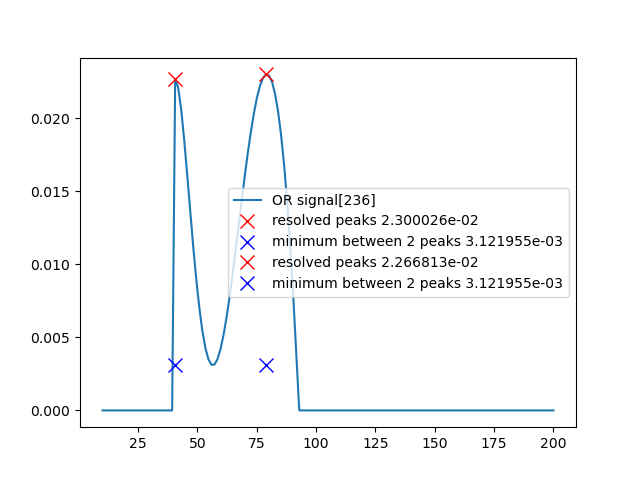 0.020
0.015
0.010
0.005
0.000
OR signal[236]
resolved peaks 2.300026e-02
minimum between 2 peaks 3.121955e-03
resolved peaks 2.266813e-02
minimum between 2 peaks 3.121955e-03
25 50 75 100 125 150 175 200